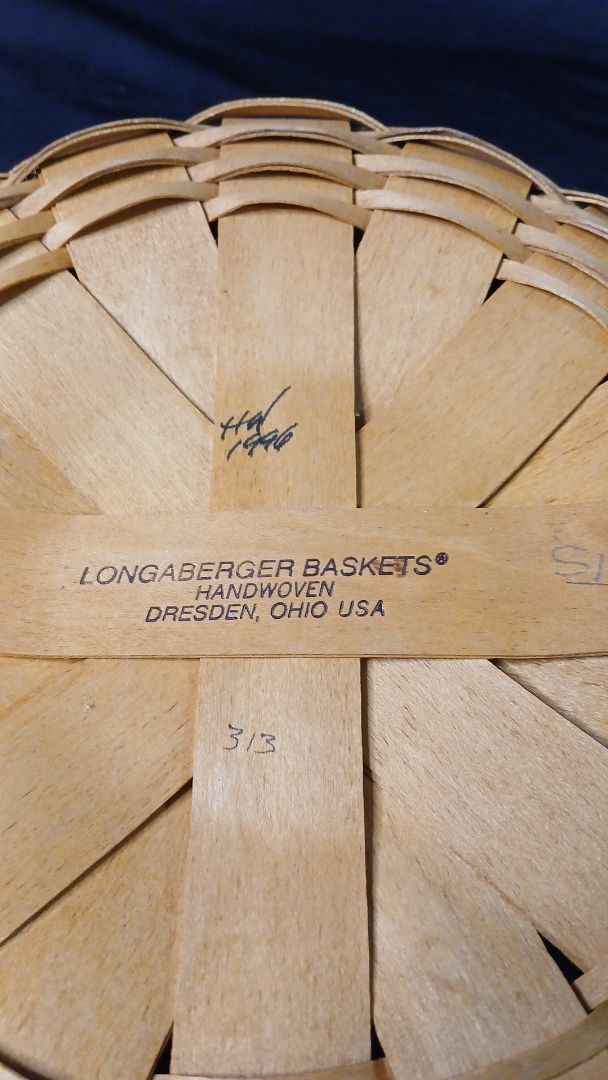 HW
1996
LONGABERGER BASKETS®
HANDWOVEN
DRESDEN, OHIO USA
313